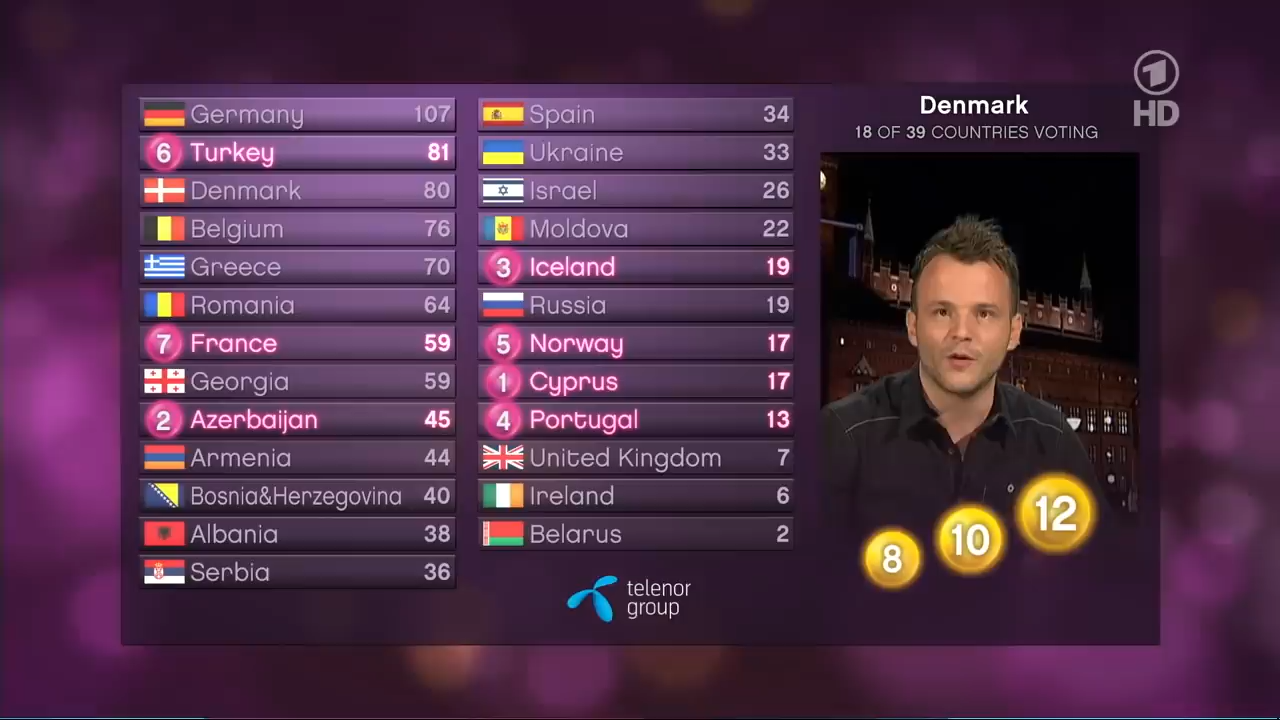 Germany 107
6 Turkey 81
Denmark 80
Belgium 76
Greece 70
Romania 64
7 France 59
Georgia 59
2 Azerbaijan 45
Armenia 44
Bosnia&Herzegovina 40
Albania 38
Serbia 36
Spain 34
Ukraine 33
Israel 26
Moldova 22
3 Iceland 19
Russia 19
5 Norway 17
1 Cyprus 17
4 Portugal 13
United Kingdom 7
Ireland 6
Belarus 2
telenor
group
1
HD
Denmark
18 OF 39 COUNTRIES VOTING
8 10 12